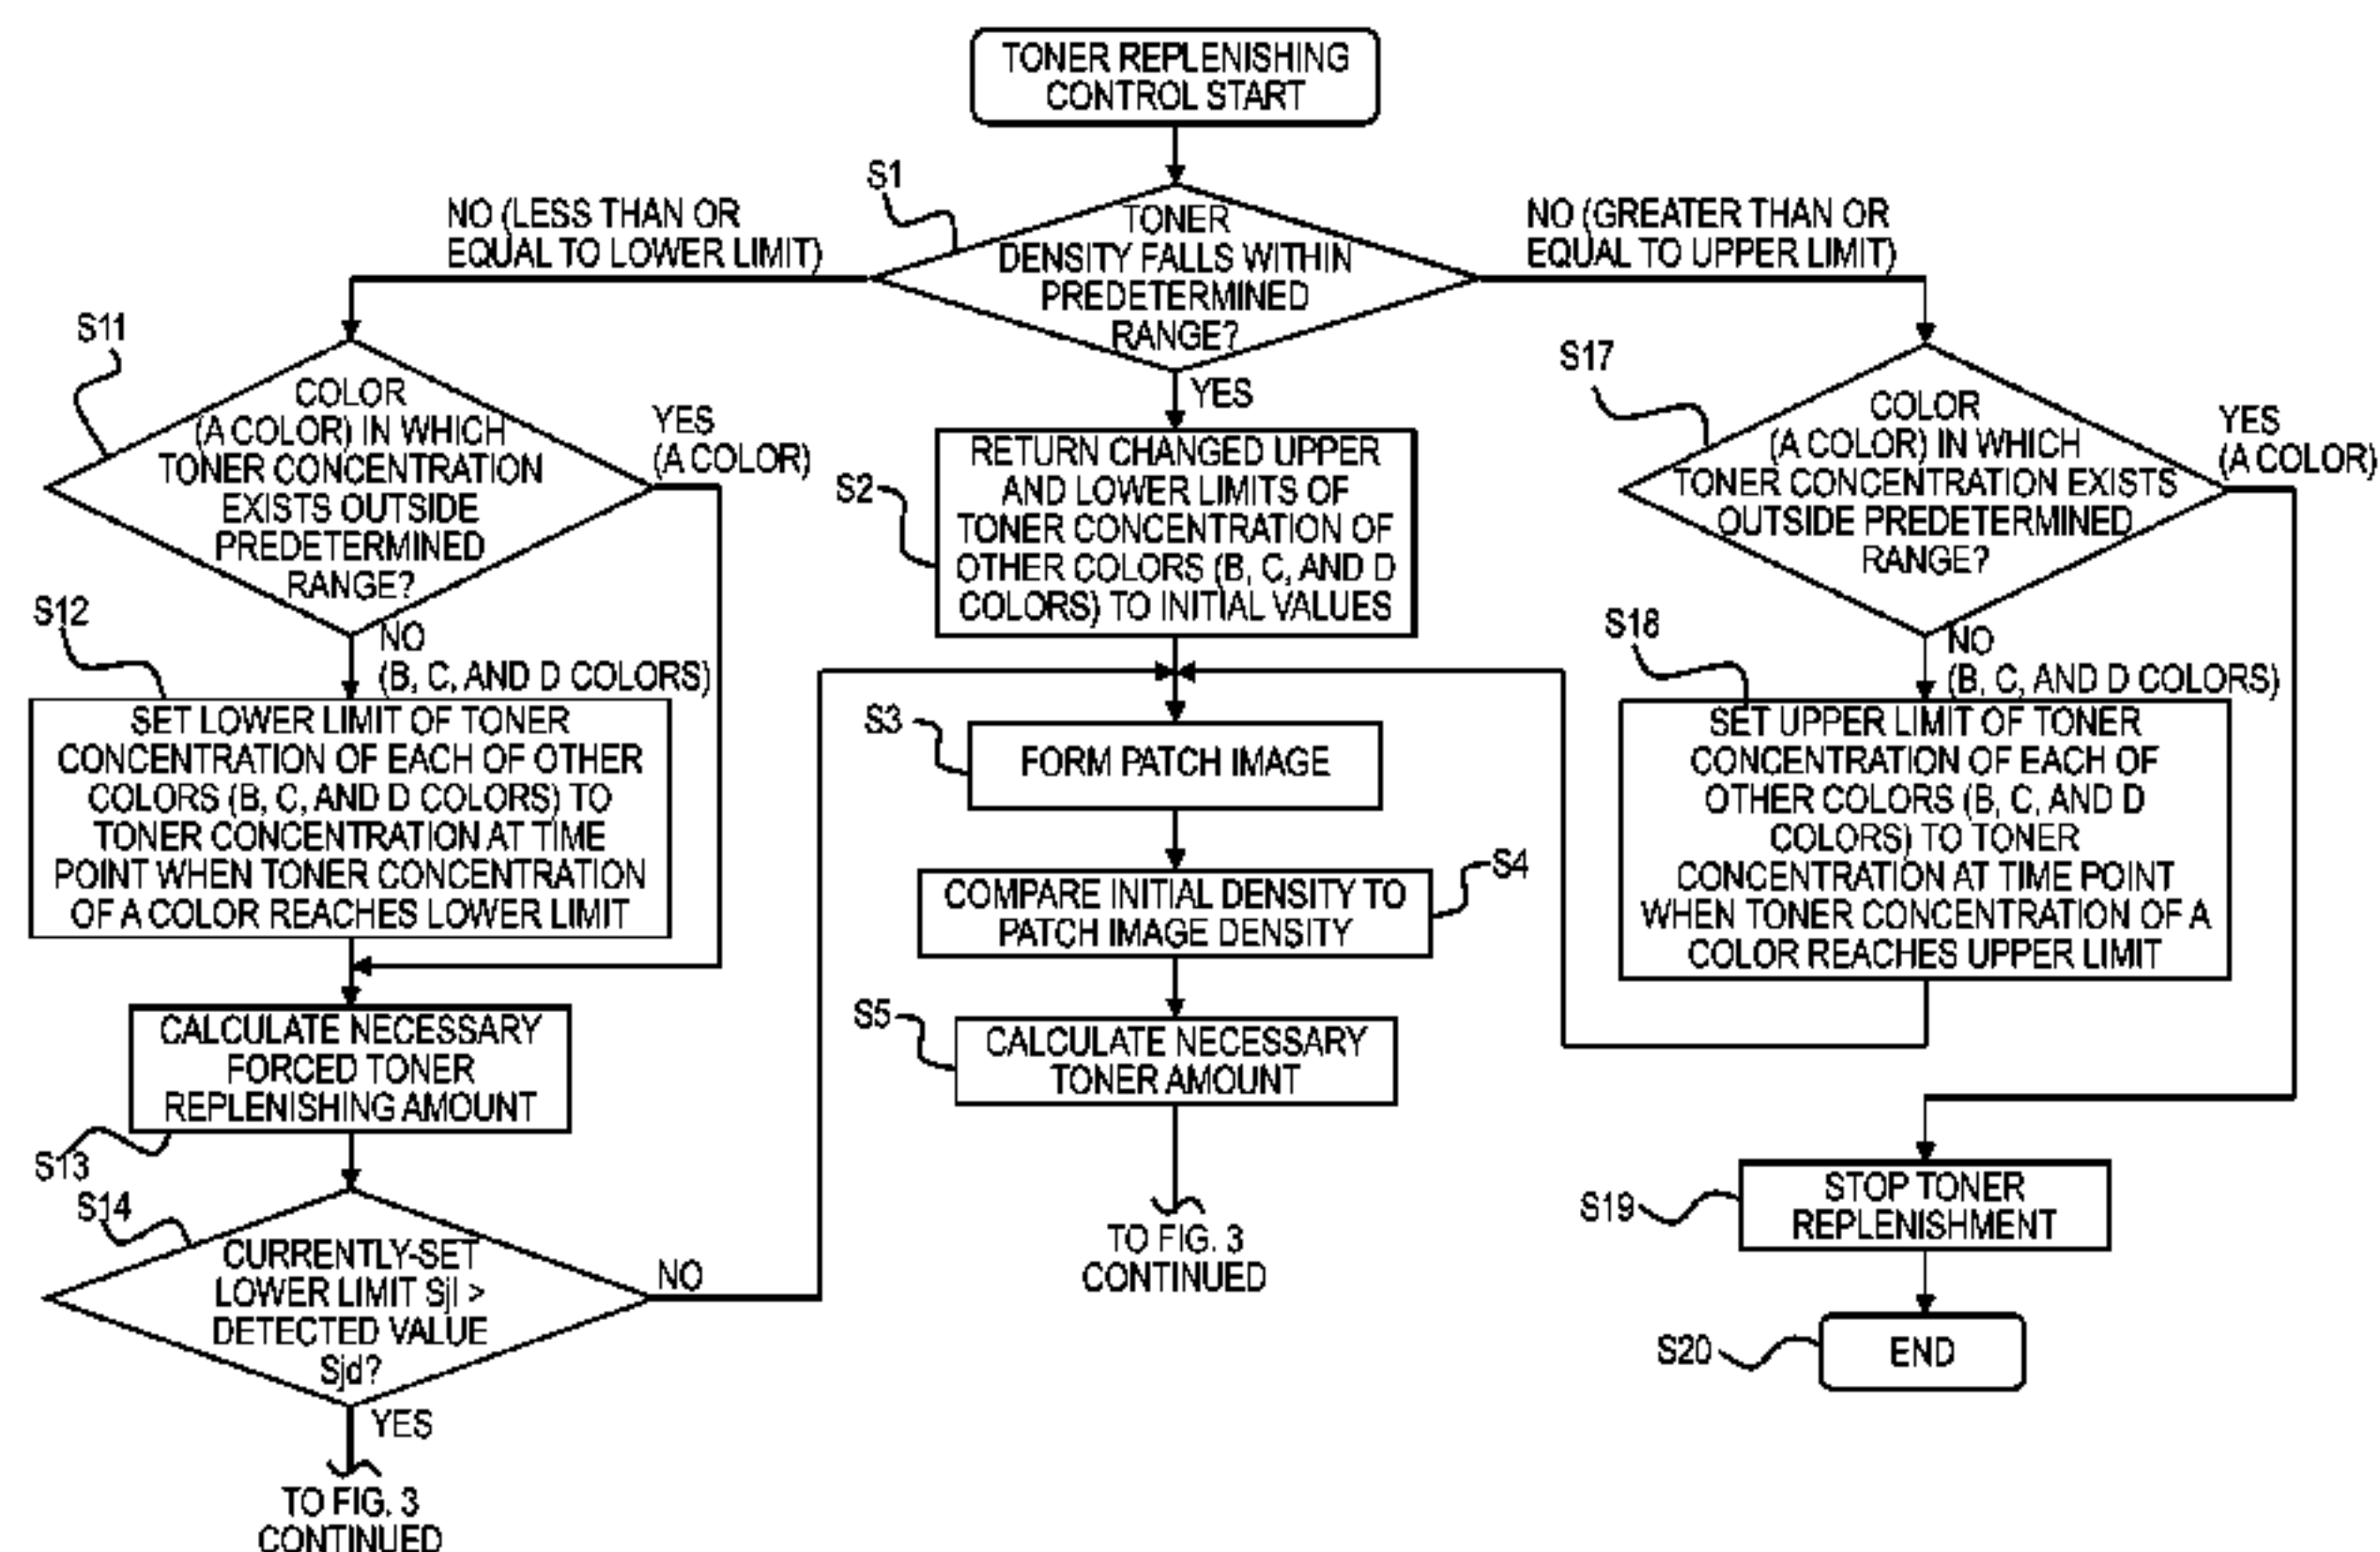 TONER REPLENISHING
CONTROL START
S1
NO (LESS THAN OR
EQUAL TO LOWER LIMIT)
TONER
DENSITY FALLS WITHIN
PREDETERMINED
RANGE?
NO (GREATER THAN OR
EQUAL TO UPPER LIMIT)
YES
S11
COLOR
(A COLOR) IN WHICH
TONER CONCENTRATION
EXISTS OUTSIDE
PREDETERMINED
RANGE?
YES
(A COLOR)
NO
(B, C, AND D COLORS)
S12
SET LOWER LIMIT OF TONER
CONCENTRATION OF EACH OF OTHER
COLORS (B, C, AND D COLORS) TO
TONER CONCENTRATION AT TIME
POINT WHEN TONER CONCENTRATION
OF A COLOR REACHES LOWER LIMIT
CALCULATE NECESSARY
FORCED TONER
REPLENISHING AMOUNT
S13
S14
CURRENTLY-SET
LOWER LIMIT Sjl >
DETECTED VALUE
Sjd?
NO
YES
TO FIG. 3
CONTINUED
S2
RETURN CHANGED UPPER
AND LOWER LIMITS OF
TONER CONCENTRATION OF
OTHER COLORS (B, C, AND D
COLORS) TO INITIAL VALUES
S3
FORM PATCH IMAGE
S4
COMPARE INITIAL DENSITY TO
PATCH IMAGE DENSITY
S5
CALCULATE NECESSARY
TONER AMOUNT
TO FIG. 3
CONTINUED
S17
COLOR
(A COLOR) IN WHICH
TONER CONCENTRATION EXISTS
OUTSIDE PREDETERMINED
RANGE?
YES
(A COLOR)
NO
(B, C, AND D COLORS)
S18
SET UPPER LIMIT OF TONER
CONCENTRATION OF EACH OF
OTHER COLORS (B, C, AND D
COLORS) TO TONER
CONCENTRATION AT TIME POINT
WHEN TONER CONCENTRATION OF A
COLOR REACHES UPPER LIMIT
S19
STOP TONER
REPLENISHMENT
S20
END